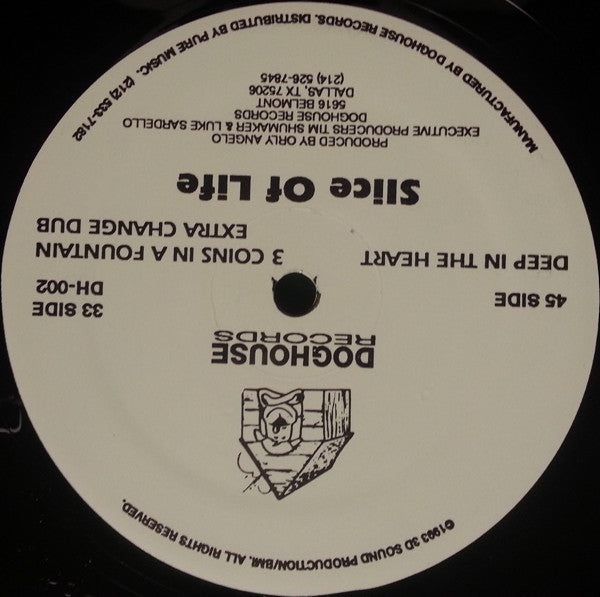 ©1993 3D SOUND PRODUCTION/BMI. ALL RIGHTS RESERVED.
DOGHOUSE
RECORDS
45 SIDE
DEEP IN THE HEART
33 SIDE
DH-002
3 COINS IN A FOUNTAIN
EXTRA CHANGE DUB
Slice Of Life
PRODUCED BY ORLY ANGELO
EXECUTIVE PRODUCERS TIM SHUMAKER & LUKE SARDELLO
DOGHOUSE RECORDS
5616 BELMONT
DALLAS, TX 75206
(214) 526-7845
MANUFACTURED BY DOGHOUSE RECORDS. DISTRIBUTED BY PURE MUSIC. (212) 533-7182